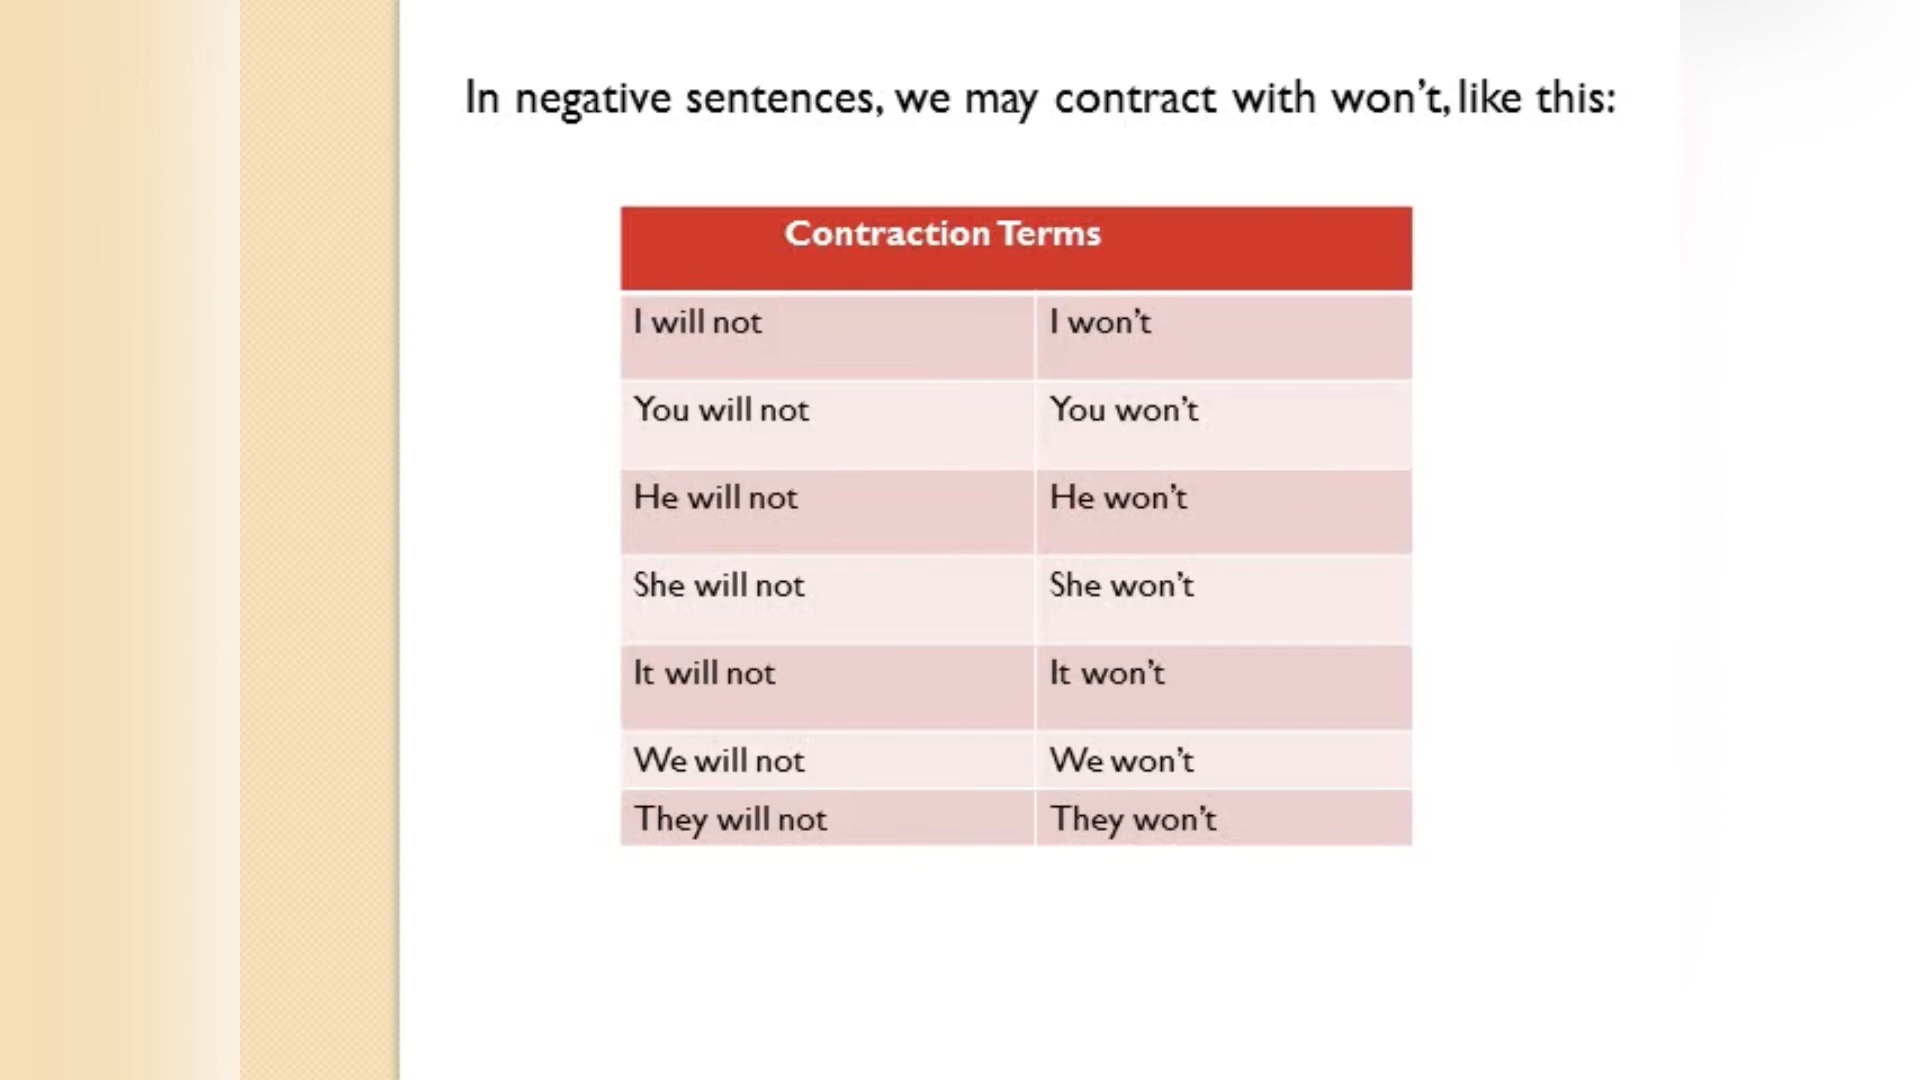 In negative sentences, we may contract with won’t, like this:
Contraction Terms
I will not I won’t
You will not You won’t
He will not He won’t
She will not She won’t
It will not It won’t
We will not We won’t
They will not They won’t